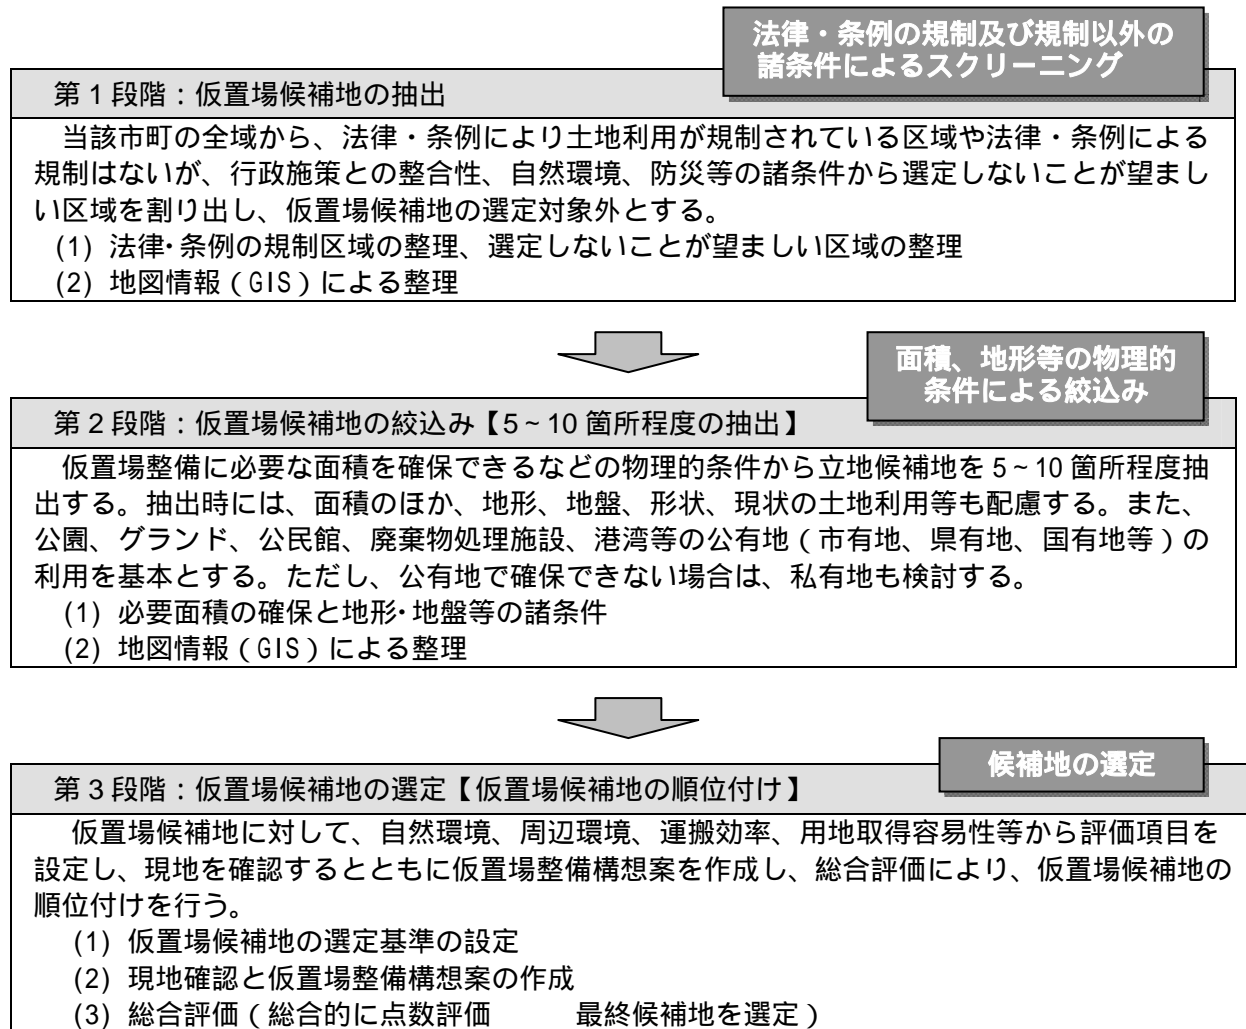 法律・条例の規制及び規制以外の
諸条件によるスクリーニング
第１段階：仮置場候補地の抽出
当該市町の全域から、法律・条例により土地利用が規制されている区域や法律・条例による
規制はないが、行政施策との整合性、自然環境、防災等の諸条件から選定しないことが望まし
い区域を割り出し、仮置場候補地の選定対象外とする。
(1) 法律・条例の規制区域の整理、選定しないことが望ましい区域の整理
(2) 地図情報（GIS）による整理
面積、地形等の物理的
条件による絞込み
第２段階：仮置場候補地の絞込み【5～10 箇所程度の抽出】
仮置場整備に必要な面積を確保できるなどの物理的条件から立地候補地を 5～10 箇所程度抽
出する。抽出時には、面積のほか、地形、地盤、形状、現状の土地利用等も配慮する。また、
公園、グランド、公民館、廃棄物処理施設、港湾等の公有地（市有地、県有地、国有地等）の
利用を基本とする。ただし、公有地で確保できない場合は、私有地も検討する。
(1) 必要面積の確保と地形・地盤等の諸条件
(2) 地図情報（GIS）による整理
候補地の選定
第３段階：仮置場候補地の選定【仮置場候補地の順位付け】
仮置場候補地に対して、自然環境、周辺環境、運搬効率、用地取得容易性等から評価項目を
設定し、現地を確認するとともに仮置場整備構想案を作成し、総合評価により、仮置場候補地の
順位付けを行う。
(1) 仮置場候補地の選定基準の設定
(2) 現地確認と仮置場整備構想案の作成
(3) 総合評価（総合的に点数評価　　最終候補地を選定）